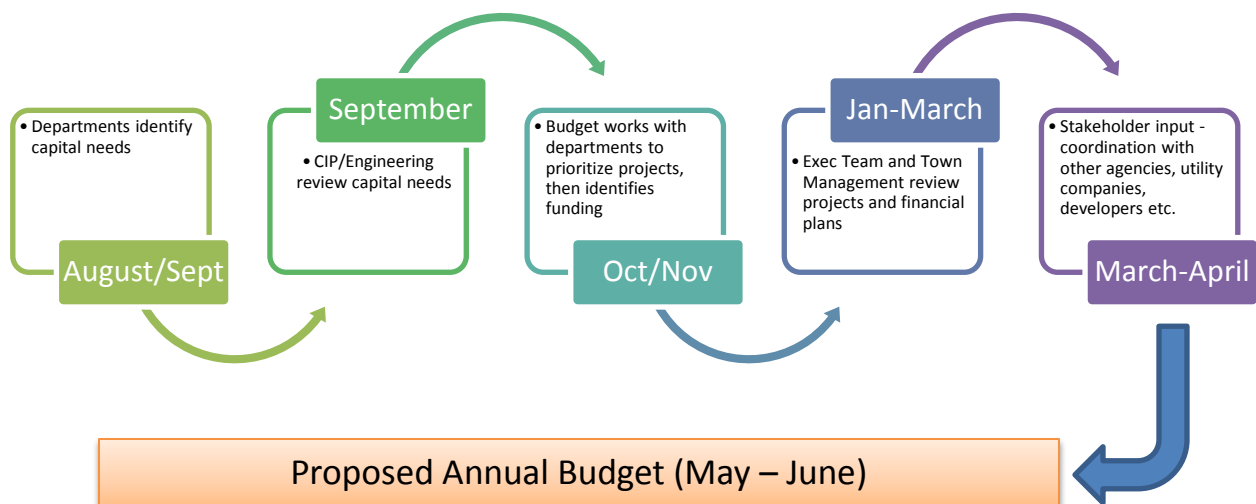 • Departments identify
capital needs
August/Sept
September
• CIP/Engineering
review capital needs
• Budget works with
departments to
prioritize projects,
then identifies
funding
Oct/Nov
Jan-March
• Exec Team and Town
Management review
projects and financial
plans
• Stakeholder input -
coordination with
other agencies, utility
companies,
developers etc.
March-April
Proposed Annual Budget (May – June)